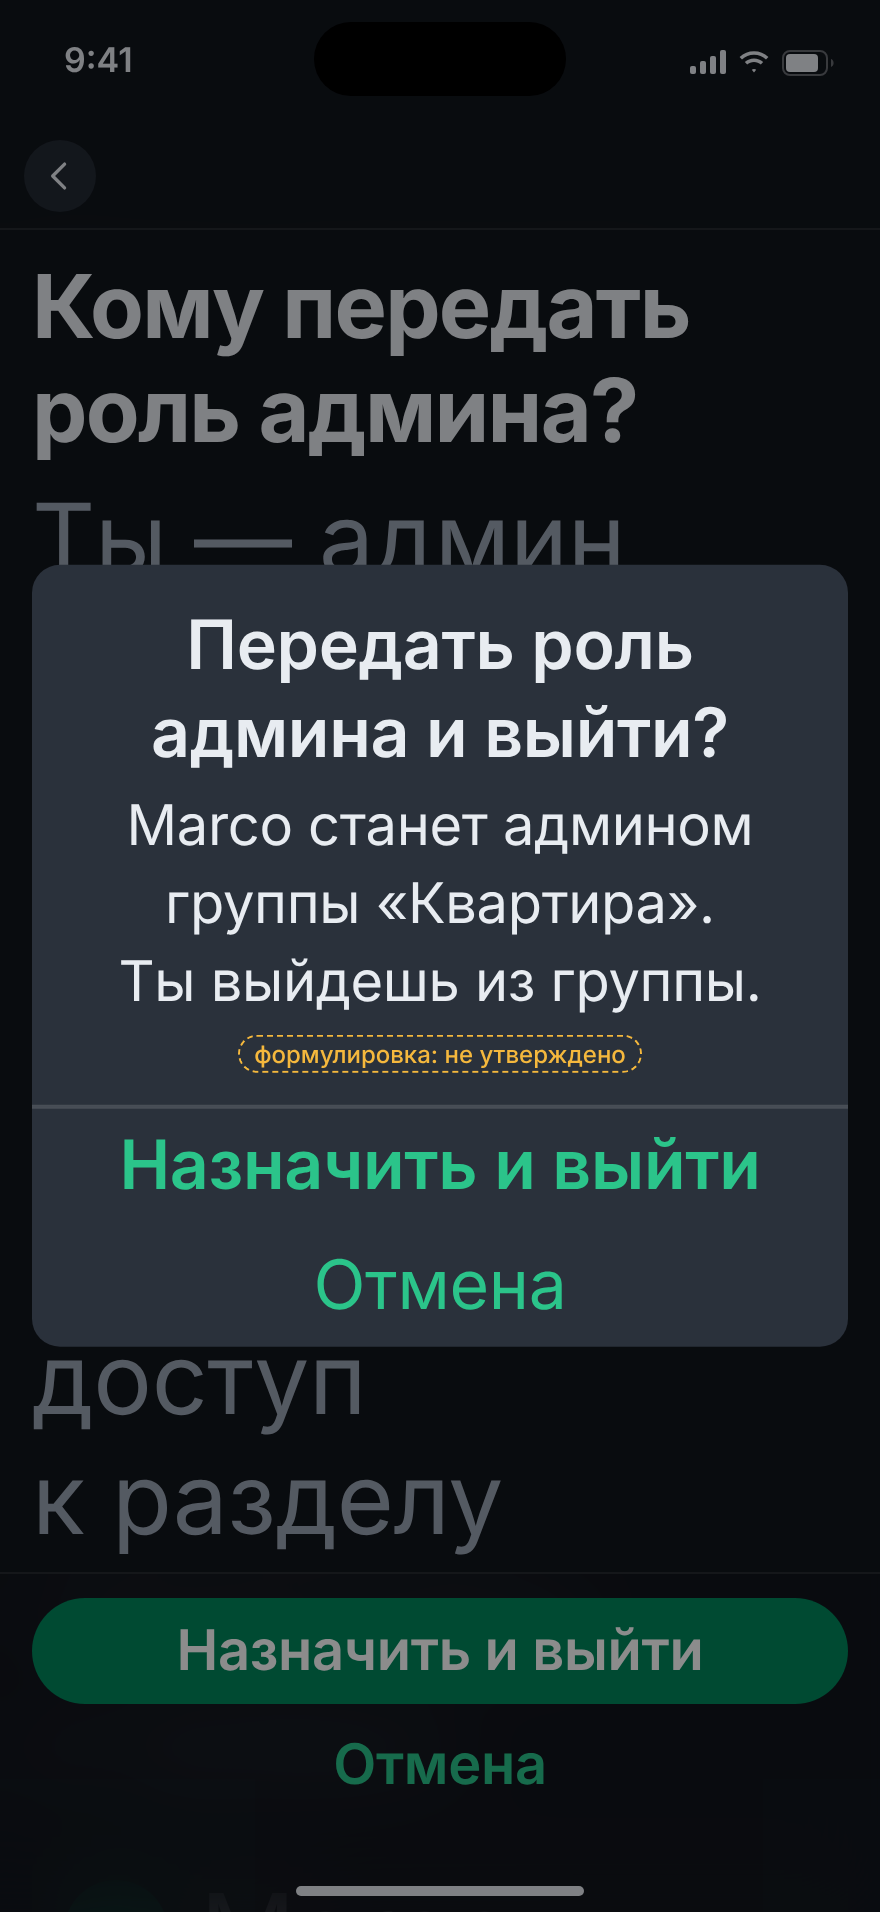 9:41
Кому передать
роль админа?
Ты — админ
Передать роль
админа и выйти?
Marco станет админом
группы «Квартира».
Ты выйдешь из группы.
формулировка: не утверждено
Назначить и выйти
Отмена
доступ
к разделу
Назначить и выйти
Отмена